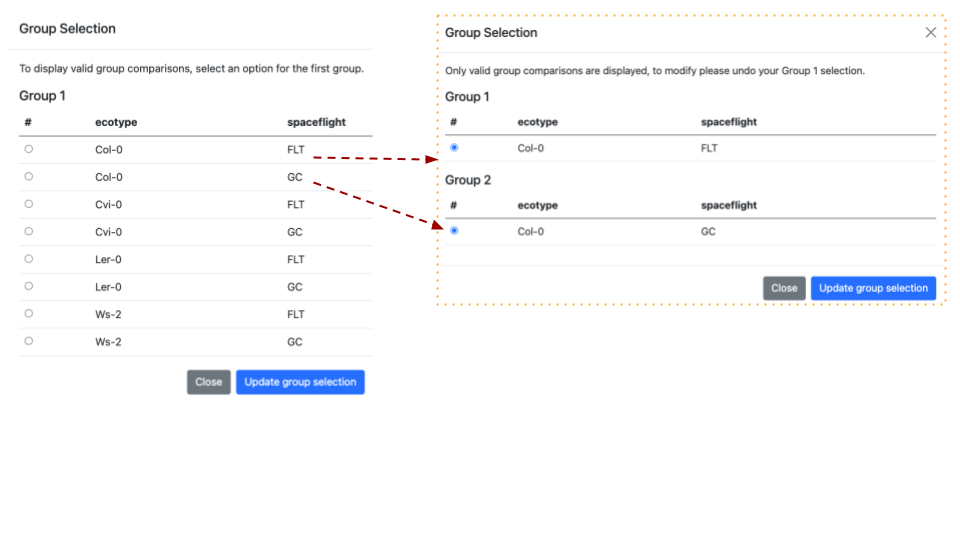 Group Selection
To display valid group comparisons, select an option for the first group.
Group 1
# ecotype spaceflight
Col-0 FLT
Col-0 GC
Cvi-0 FLT
Cvi-0 GC
Ler-0 FLT
Ler-0 GC
Ws-2 FLT
Ws-2 GC
Close Update group selection
Group Selection
Only valid group comparisons are displayed, to modify please undo your Group 1 selection.
Group 1
# ecotype spaceflight
Col-0 FLT
Group 2
# ecotype spaceflight
Col-0 GC
Close Update group selection